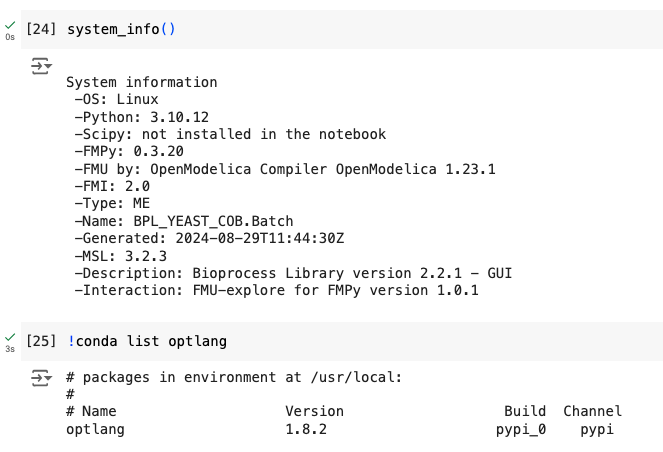 [24] system_info()
0s
System information
-OS: Linux
-Python: 3.10.12
-Scipy: not installed in the notebook
-FMPy: 0.3.20
-FMU by: OpenModelica Compiler OpenModelica 1.23.1
-FMI: 2.0
-Type: ME
-Name: BPL_YEAST_COB.Batch
-Generated: 2024-08-29T11:44:30Z
-MSL: 3.2.3
-Description: Bioprocess Library version 2.2.1 - GUI
-Interaction: FMU-explore for FMPy version 1.0.1
[25] !conda list optlang
3s
# packages in environment at /usr/local:
#
# Name Version Build Channel
optlang 1.8.2 pypi_0 pypi